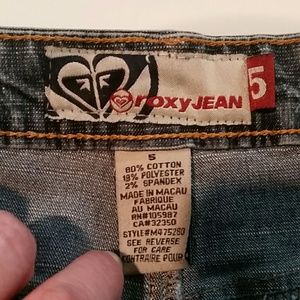 roxy JEAN
5
5
80% COTTON
18% POLYESTER
2% SPANDEX
MADE IN MACAU
FABRIQUE
AU MACAU
RN#105987
CA#32350
STYLE#M475280
SEE REVERSE
FOR CARE
CONTRAIRE POUR